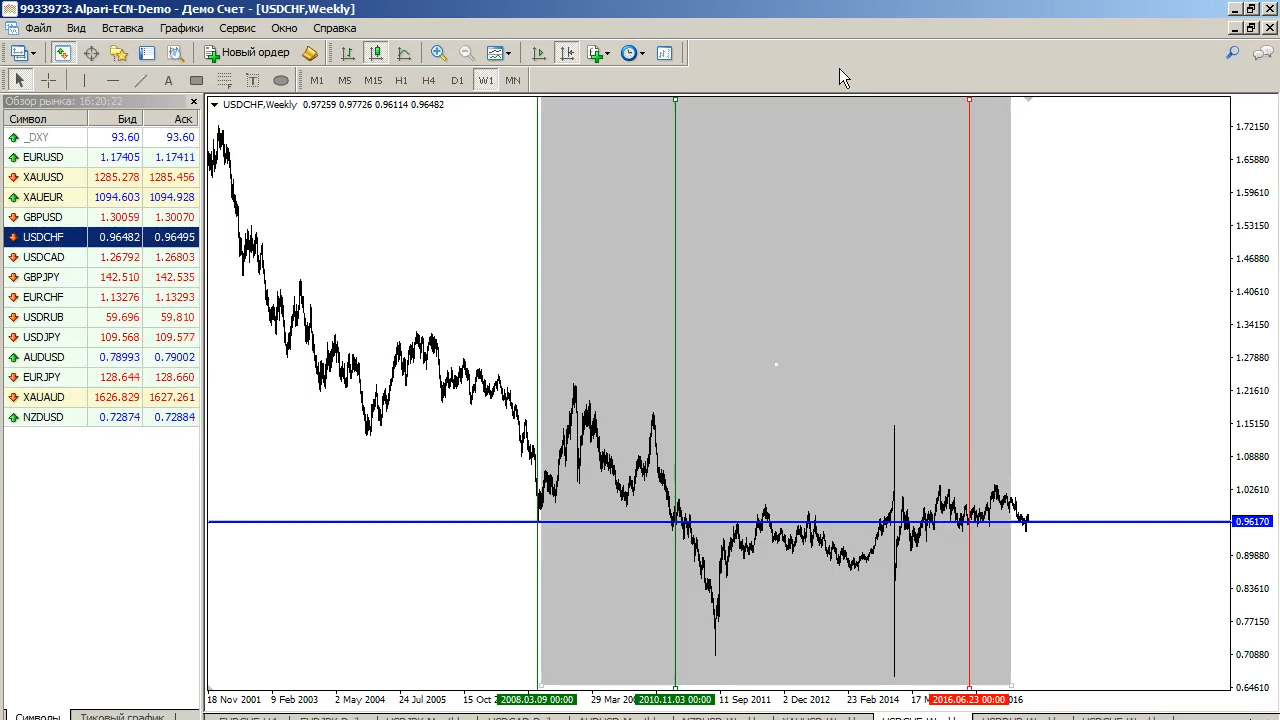 9933973: Alpari-ECN-Demo - Демо Счет - [USDCHF,Weekly]
Файл Вид Вставка Графики Сервис Окно Справка
Новый ордер
A T M1 M5 M15 H1 H4 D1 W1 MN
Обзор рынка: 16:20:22
Символ Бид Аск
_DXY 93.60 93.60
EURUSD 1.17405 1.17411
XAUUSD 1285.278 1285.456
XAUEUR 1094.603 1094.928
GBPUSD 1.30059 1.30070
USDCHF 0.96482 0.96495
USDCAD 1.26792 1.26803
GBPJPY 142.510 142.535
EURCHF 1.13276 1.13293
USDRUB 59.696 59.810
USDJPY 109.568 109.577
AUDUSD 0.78993 0.79002
EURJPY 128.644 128.660
XAUAUD 1626.829 1627.261
NZDUSD 0.72874 0.72884
USDCHF,Weekly 0.97259 0.97726 0.96114 0.96482
1.72150
1.65880
1.59610
1.53150
1.46880
1.40610
1.34150
1.27880
1.21610
1.15150
1.08880
1.02610
0.96170
0.89880
0.83610
0.77150
0.70880
0.64610
18 Nov 2001 9 Feb 2003 2 May 2004 24 Jul 2005 15 Oct 2008.03.09 00:00 29 Mar 2010.11.03 00:00 11 Sep 2011 2 Dec 2012 23 Feb 2014 17 2016.06.23 00:00 016
Символы Тиковый график